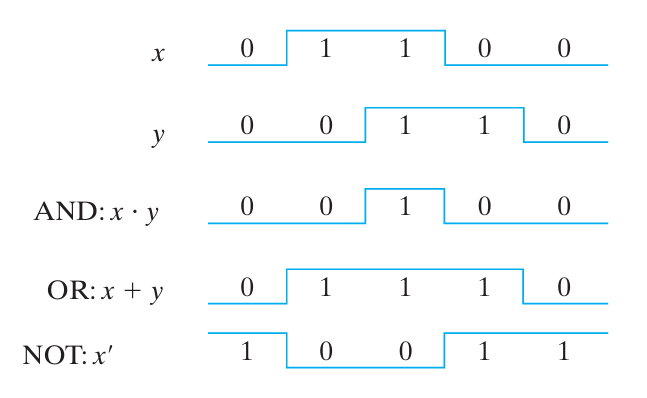 x 0 1 1 0 0
y 0 0 1 1 0
AND: x · y 0 0 1 0 0
OR: x + y 0 1 1 1 0
NOT: x′ 1 0 0 1 1